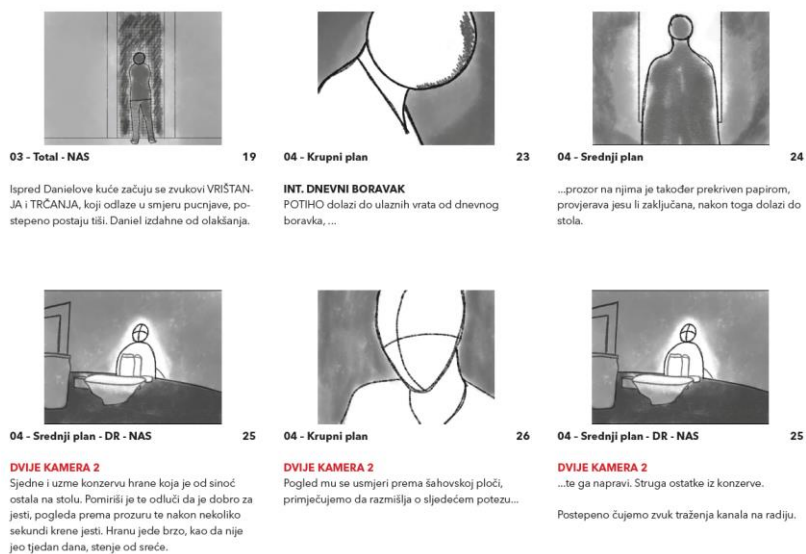 03 - Total - NAS 19
Ispred Danielove kuće začuju se zvukovi VRIŠTAN-
JA i TRČANJA, koji odlaze u smjeru pucnjave, po-
stepeno postaju tiši. Daniel izdahne od olakšanja.
04 - Krupni plan 23
INT. DNEVNI BORAVAK
POTIHO dolazi do ulaznih vrata od dnevnog
boravka, ...
04 - Srednji plan 24
...prozor na njima je također prekriven papirom,
provjerava jesu li zaključana, nakon toga dolazi do
stola.
04 - Srednji plan - DR - NAS 25
DVIJE KAMERA 2
Sjedne i uzme konzervu hrane koja je od sinoć
ostala na stolu. Pomiriši je te odluči da je dobro za
jesti, pogleda prema prozuru te nakon nekoliko
sekundi krene jesti. Hranu jede brzo, kao da nije
jeo tjedan dana, stenje od sreće.
04 - Krupni plan 26
DVIJE KAMERA 2
Pogled mu se usmjeri prema šahovskoj ploči,
primjećujemo da razmišlja o sljedećem potezu...
04 - Srednji plan - DR - NAS 25
DVIJE KAMERA 2
...te ga napravi. Struga ostatke iz konzerve.
Postepeno čujemo zvuk traženja kanala na radiju.